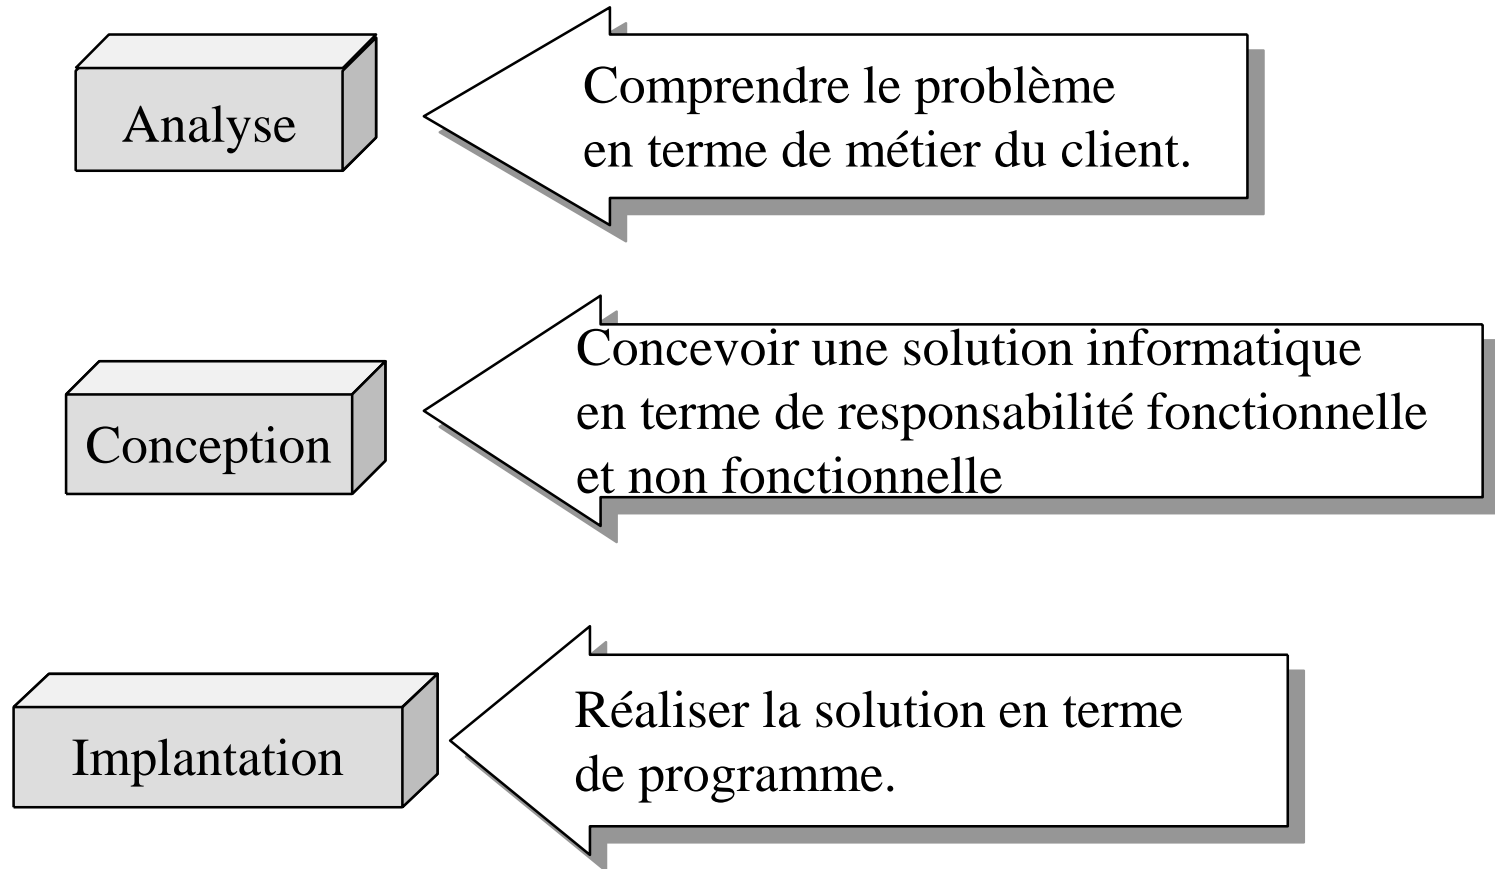 Analyse
Comprendre le problème
en terme de métier du client.
Conception
Concevoir une solution informatique
en terme de responsabilité fonctionnelle
et non fonctionnelle
Implantation
Réaliser la solution en terme
de programme.